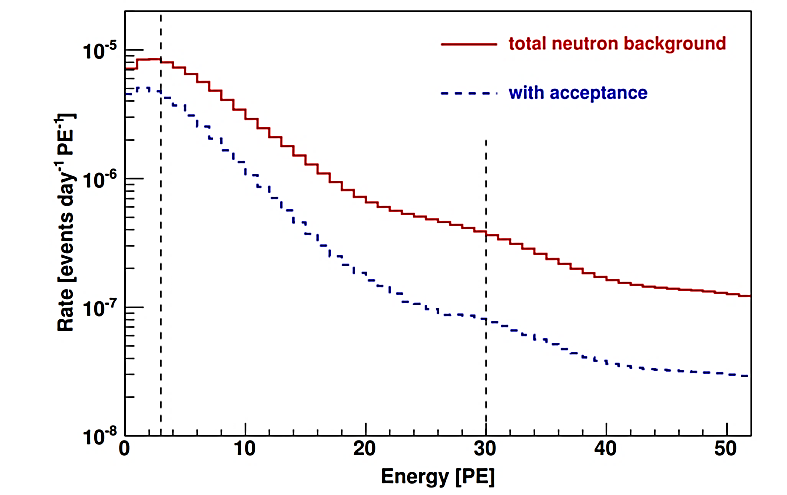 total neutron background
with acceptance
Rate [events day⁻¹ PE⁻¹]
10⁻⁵
10⁻⁶
10⁻⁷
10⁻⁸
0 10 20 30 40 50
Energy [PE]